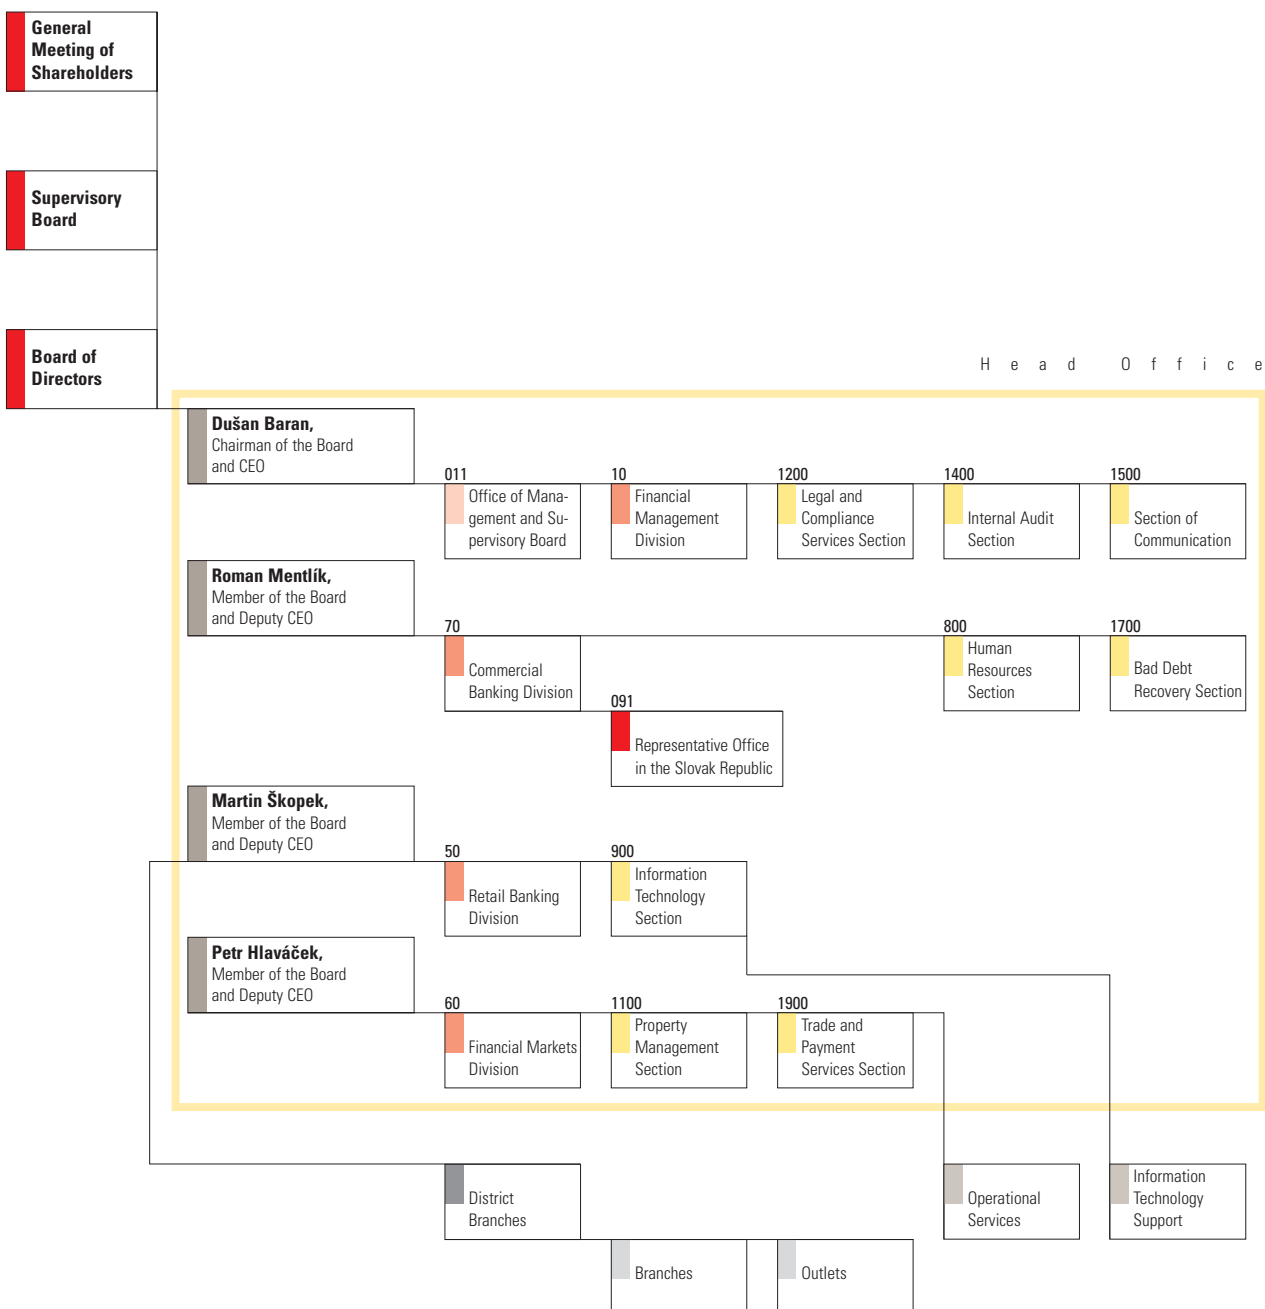 General
Meeting of
Shareholders
Supervisory
Board
Board of
Directors
Head Office
Dušan Baran,
Chairman of the Board
and CEO
011
Office of Mana-
gement and Su-
pervisory Board
10
Financial
Management
Division
1200
Legal and
Compliance
Services Section
1400
Internal Audit
Section
1500
Section of
Communication
Roman Mentlík,
Member of the Board
and Deputy CEO
70
Commercial
Banking Division
800
Human
Resources
Section
1700
Bad Debt
Recovery Section
091
Representative Office
in the Slovak Republic
Martin Škopek,
Member of the Board
and Deputy CEO
50
Retail Banking
Division
900
Information
Technology
Section
Petr Hlaváček,
Member of the Board
and Deputy CEO
60
Financial Markets
Division
1100
Property
Management
Section
1900
Trade and
Payment
Services Section
District
Branches
Operational
Services
Information
Technology
Support
Branches
Outlets